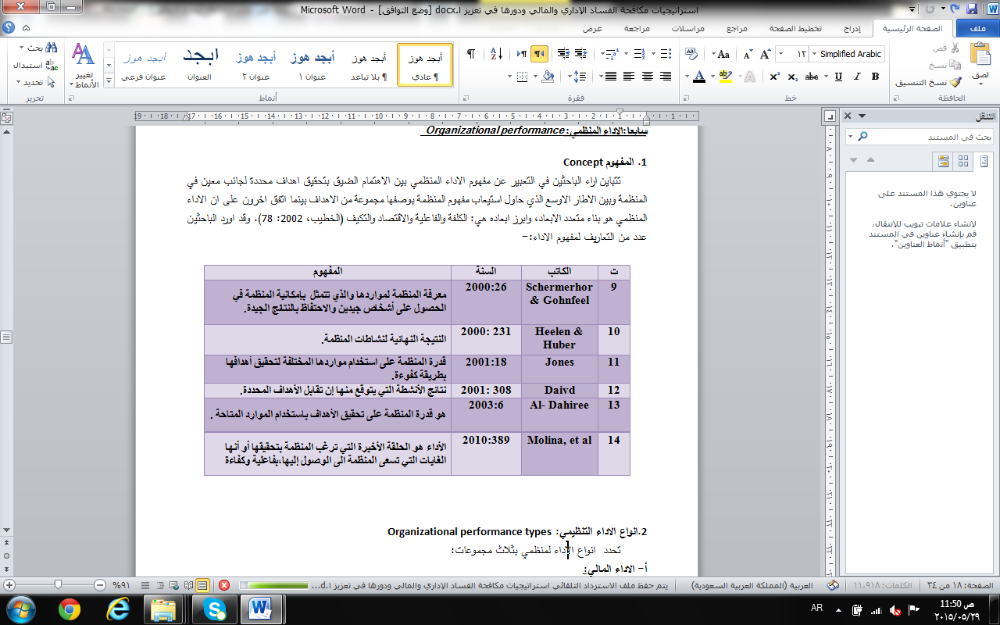 استراتيجيات مكافحة الفساد الإداري والمالي ودورها في تعزيز ا.docx [وضع التوافق] - Microsoft Word
ملف
الصفحة الرئيسية
إدراج
تخطيط الصفحة
مراجع
مراسلات
مراجعة
عرض
لصق
قص
نسخ
نسخ التنسيق
الحافظة
Simplified Arabic
١٢
خط
فقرة
أبجد هوز
¶ عادي
أبجد هوز
¶ بلا تباعد
أبجد هوز
عنوان ١
أبجد هوز
عنوان ٢
أبجد
العنوان
أبجد هوز
عنوان فرعي
تغيير الأنماط
أنماط
بحث
استبدال
تحديد
تحرير
التنقل
بحث في المستند
لا يحتوي هذا المستند على
عناوين.
لإنشاء علامات تبويب للانتقال،
قم بإنشاء عناوين في المستند
بتطبيق "أنماط العناوين".
سابعا:الاداء المنظمي: Organizational performance
1. المفهوم Concept
تتباين اراء الباحثين في التعبير عن مفهوم الاداء المنظمي بين الاهتمام الضيق بتحقيق اهداف محددة لجانب معين في
المنظمة وبين الاطار الاوسع الذي حاول استيعاب مفهوم المنظمة بوصفها مجموعة من الاهداف بينما اتفق اخرون على ان الاداء
المنظمي هو بناء متعدد الابعاد، وابرز ابعاده هي: الكلفة والفاعلية والاقتصاد والتكيف (الخطيب، 2002: 78). وقد اورد الباحثين
عدد من التعاريف لمفهوم الاداء:-
ت الكاتب السنة المفهوم
9 Schermerhor & Gohnfeel 2000:26 معرفة المنظمة لمواردها والذي تتمثل بإمكانية المنظمة في
الحصول على أشخاص جيدين والاحتفاظ بالنتائج الجيدة.
10 Heelen & Huber 2000: 231 النتيجة النهائية لنشاطات المنظمة.
11 Jones 2001:18 قدرة المنظمة على استخدام مواردها المختلفة لتحقيق أهدافها
بطريقة كفوءة.
12 Daivd 2001: 308 نتائج الأنشطة التي يتوقع منها إن تقابل الأهداف المحددة.
13 Al- Dahiree 2003:6 هو قدرة المنظمة على تحقيق الأهداف باستخدام الموارد المتاحة .
14 Molina, et al 2010:389 الأداء هو الحلقة الأخيرة التي ترغب المنظمة بتحقيقها أو أنها
الغايات التي تسعى المنظمة الى الوصول إليها،بفاعلية وكفاءة
2.انواع الاداء التنظيمي: Organizational performance types
تحدد انواع الاداء لمنظمي بثلاث مجموعات:
أ- الاداء المالي:
الصفحة: ١٨ من ٣٤
الكلمات: ١١،٩١٨
العربية (المملكة العربية السعودية)
يتم حفظ ملف الاسترداد التلقائي استراتيجيات مكافحة الفساد الإداري والمالي ودورها في تعزيز ا.d...
٩١%
AR
11:50 ص
٢٠١٥/٠٥/٢٩